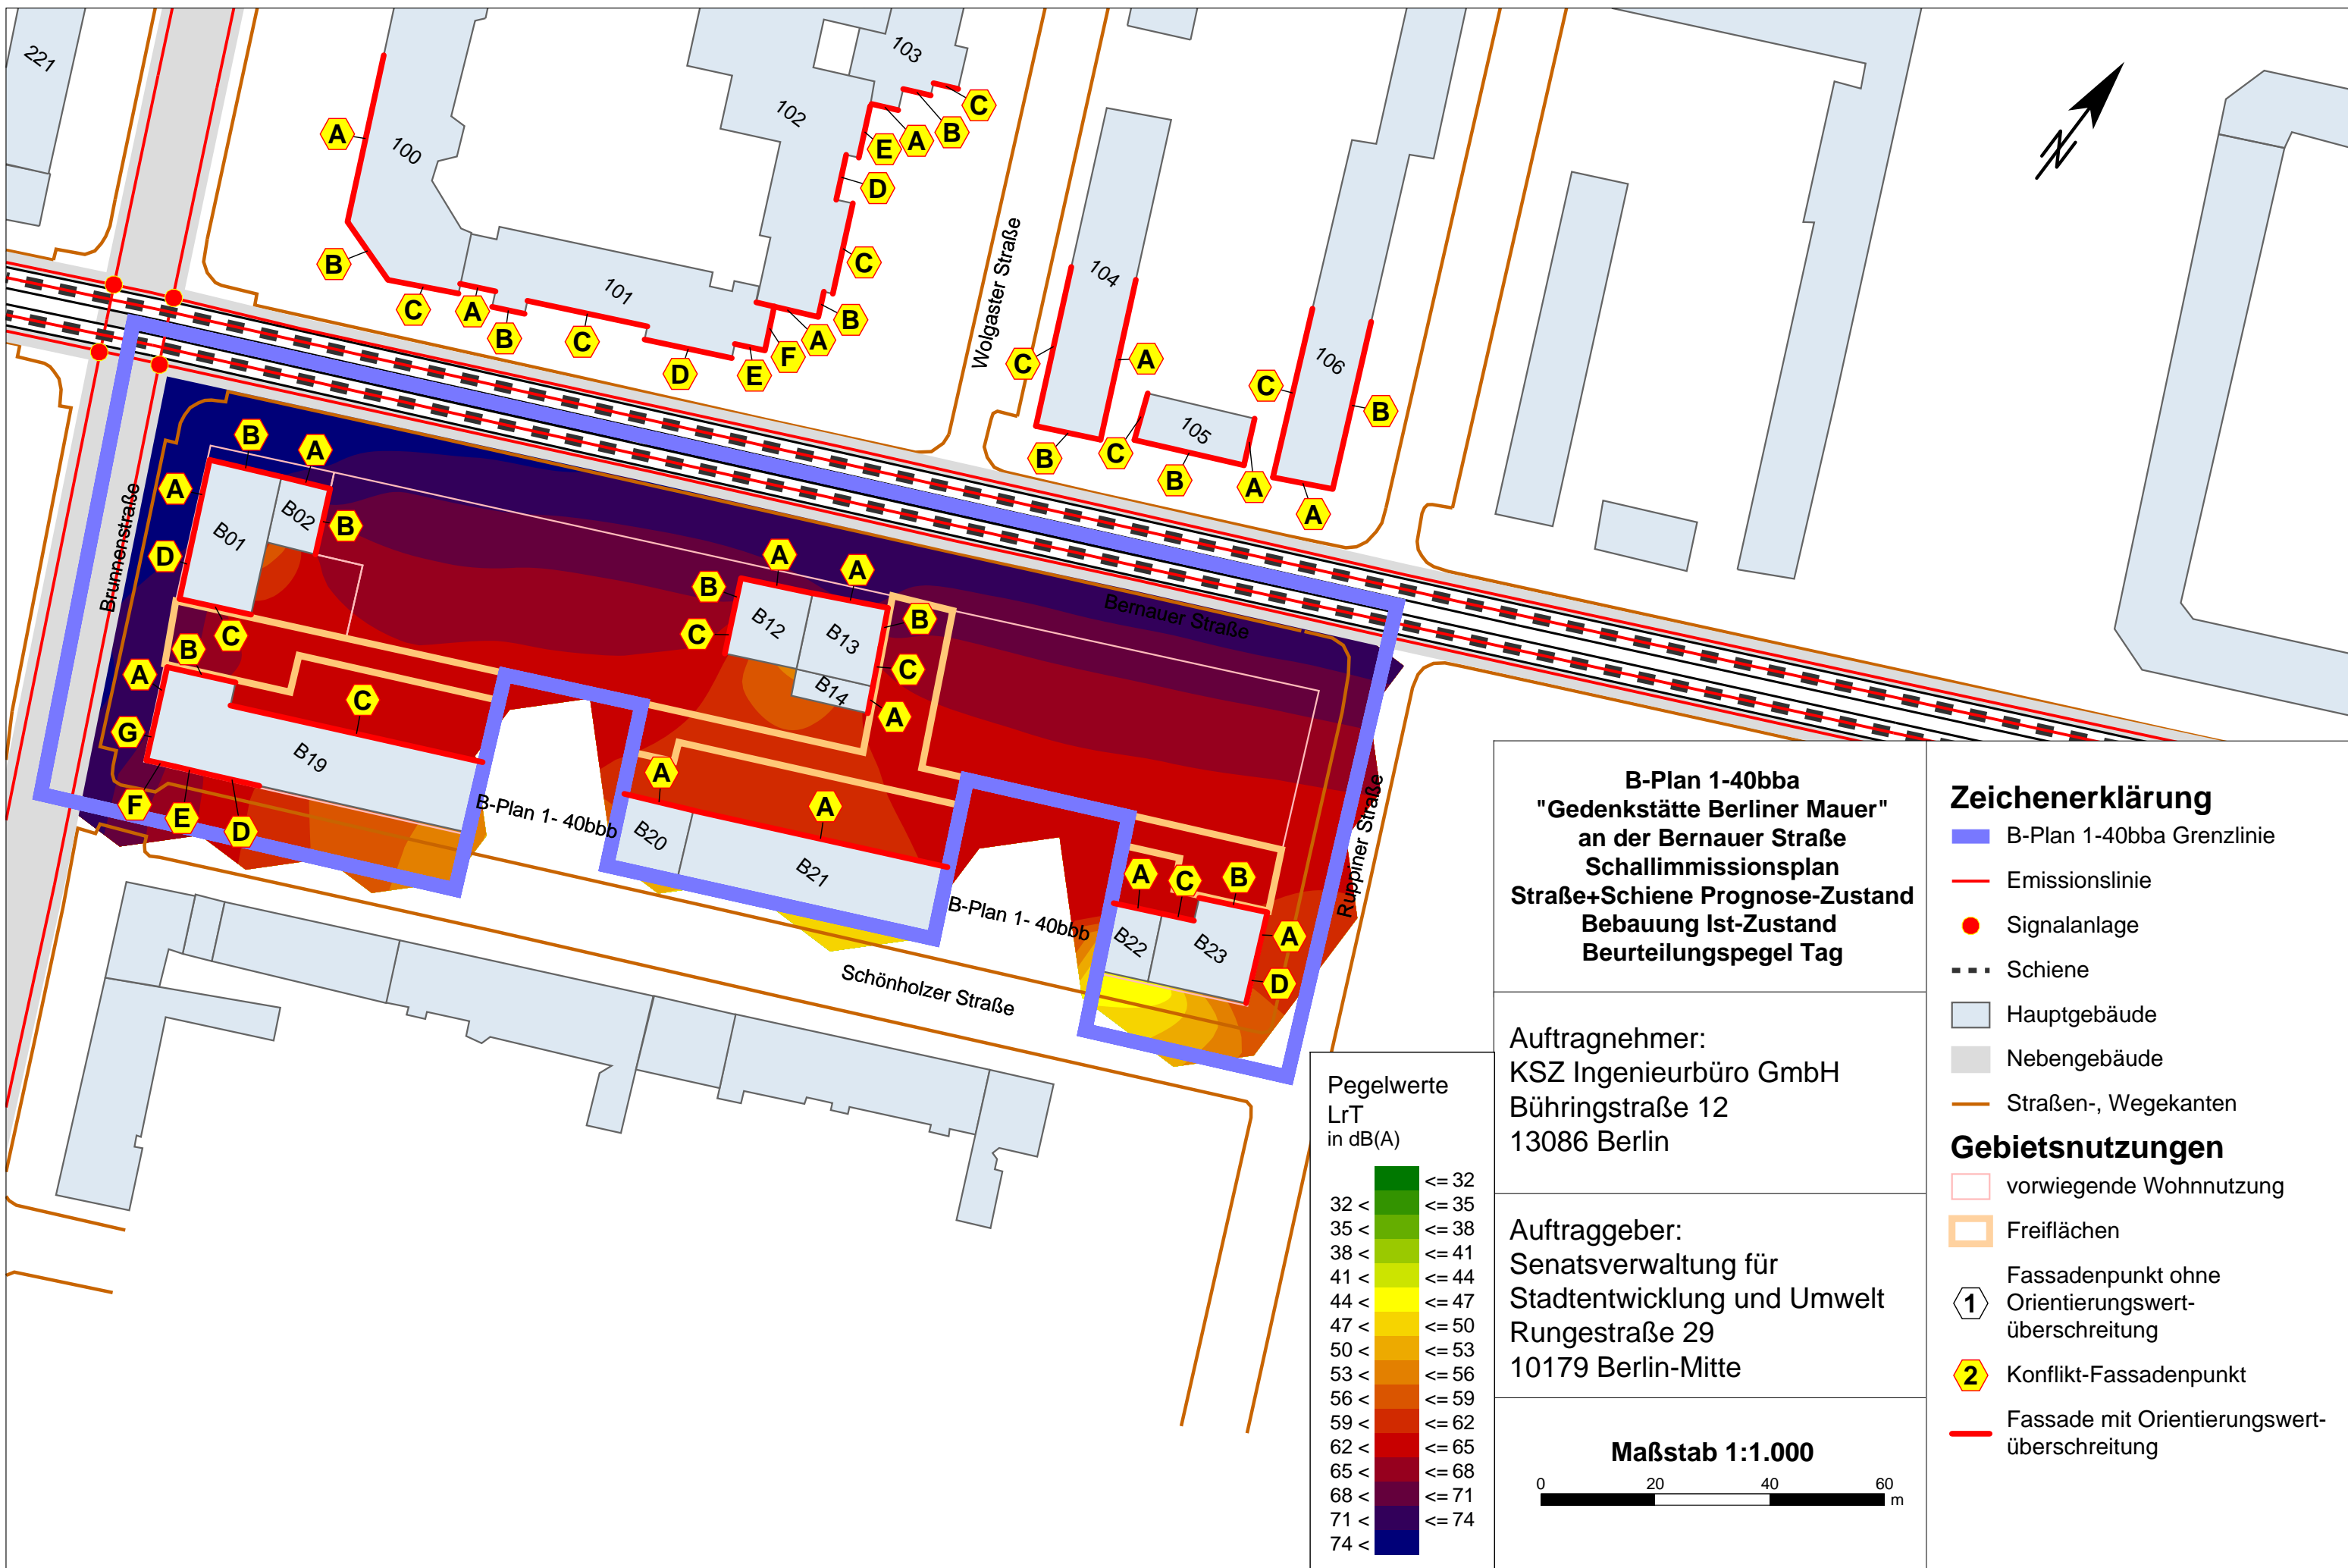 221
103
102
100
101
104
105
106
C
B
A
E
D
C
B
A
A
B
C
A
B
C
D
E
F
Wolgaster Straße
C
A
B
C
B
A
C
B
A
Brunnenstraße
Bernauer Straße
Ruppiner Straße
Schönholzer Straße
B
A
A
B
D
C
B01
B02
A
A
B
C
B
C
A
B12
B13
B14
B
A
C
G
F
E
D
B19
B-Plan 1- 40bbb
A
A
B20
B21
B-Plan 1- 40bbb
A
C
B
A
D
B22
B23
B-Plan 1-40bba
"Gedenkstätte Berliner Mauer"
an der Bernauer Straße
Schallimmissionsplan
Straße+Schiene Prognose-Zustand
Bebauung Ist-Zustand
Beurteilungspegel Tag
Auftragnehmer:
KSZ Ingenieurbüro GmbH
Bühringstraße 12
13086 Berlin
Auftraggeber:
Senatsverwaltung für
Stadtentwicklung und Umwelt
Rungestraße 29
10179 Berlin-Mitte
Maßstab 1:1.000
0 20 40 60
m
Pegelwerte
LrT
in dB(A)
<= 32
32 < <= 35
35 < <= 38
38 < <= 41
41 < <= 44
44 < <= 47
47 < <= 50
50 < <= 53
53 < <= 56
56 < <= 59
59 < <= 62
62 < <= 65
65 < <= 68
68 < <= 71
71 < <= 74
74 <
Zeichenerklärung
B-Plan 1-40bba Grenzlinie
Emissionslinie
Signalanlage
Schiene
Hauptgebäude
Nebengebäude
Straßen-, Wegekanten
Gebietsnutzungen
vorwiegende Wohnnutzung
Freiflächen
Fassadenpunkt ohne
1 Orientierungswert-
überschreitung
2 Konflikt-Fassadenpunkt
Fassade mit Orientierungswert-
überschreitung
N